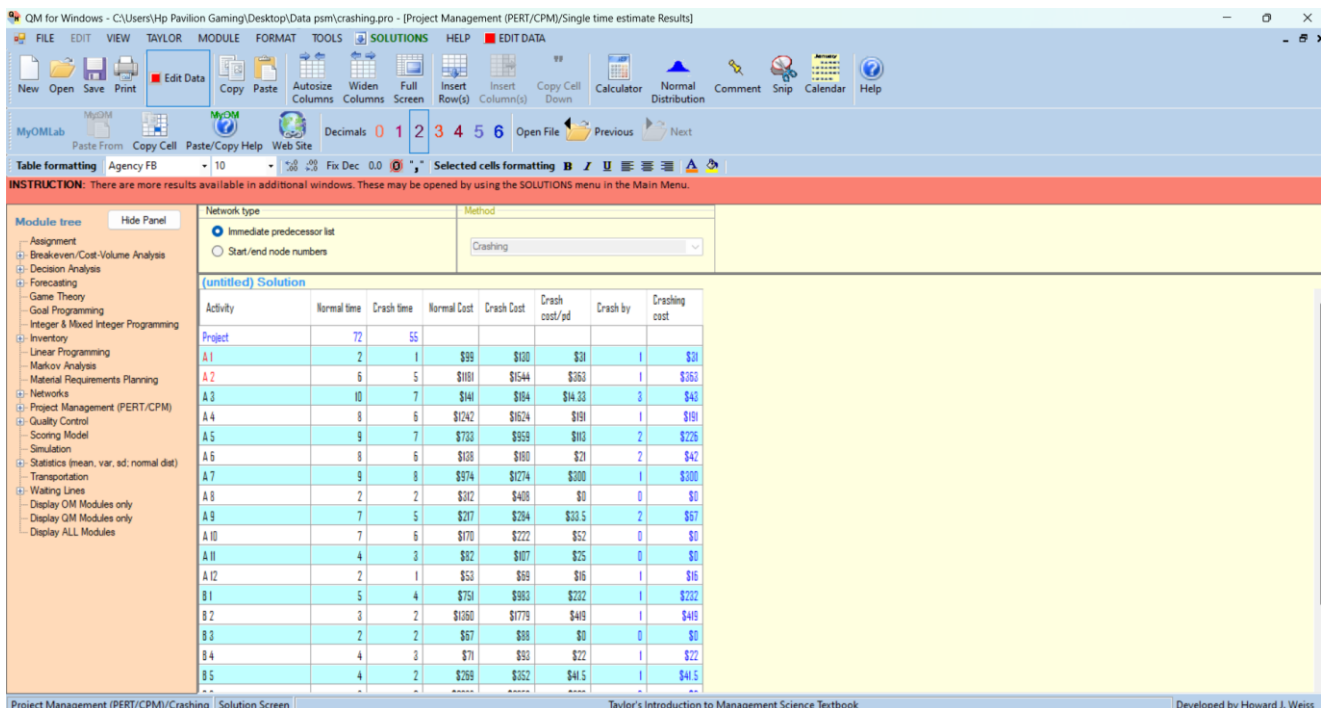 QM for Windows - C:\Users\Hp Pavilion Gaming\Desktop\Data psm\crashing.pro - [Project Management (PERT/CPM)/Single time estimate Results]
FILE EDIT VIEW TAYLOR MODULE FORMAT TOOLS SOLUTIONS HELP EDIT DATA
New Open Save Print Edit Data Copy Paste Autosize Columns Widen Columns Full Screen Insert Row(s) Insert Column(s) Copy Cell Down Calculator Normal Distribution Comment Snip Calendar Help
MyOMLab Paste From Copy Cell Paste/Copy Help Web Site Decimals 0 1 2 3 4 5 6 Open File Previous Next
Table formatting Agency FB 10 Fix Dec 0.0 0 "," Selected cells formatting B I U A
INSTRUCTION: There are more results available in additional windows. These may be opened by using the SOLUTIONS menu in the Main Menu.
Module tree Hide Panel
Assignment
Breakeven/Cost-Volume Analysis
Decision Analysis
Forecasting
Game Theory
Goal Programming
Integer & Mixed Integer Programming
Inventory
Linear Programming
Markov Analysis
Material Requirements Planning
Networks
Project Management (PERT/CPM)
Quality Control
Scoring Model
Simulation
Statistics (mean, var, sd; normal dist)
Transportation
Waiting Lines
Display OM Modules only
Display QM Modules only
Display ALL Modules
Network type Method
Immediate predecessor list
Start/end node numbers
Crashing
(untitled) Solution
Activity Normal time Crash time Normal Cost Crash Cost Crash cost/pd Crash by Crashing cost
Project 72 55
A 1 2 1 $99 $130 $31 1 $31
A 2 6 5 $1181 $1544 $363 1 $363
A 3 10 7 $141 $184 $14.33 3 $43
A 4 8 6 $1242 $1624 $191 1 $191
A 5 9 7 $733 $959 $113 2 $226
A 6 8 6 $138 $180 $21 2 $42
A 7 9 8 $974 $1274 $300 1 $300
A 8 2 2 $312 $408 $0 0 $0
A 9 7 5 $217 $284 $33.5 2 $67
A 10 7 6 $170 $222 $52 0 $0
A 11 4 3 $82 $107 $25 0 $0
A 12 2 1 $53 $69 $16 1 $16
B 1 5 4 $751 $983 $232 1 $232
B 2 3 2 $1360 $1779 $419 1 $419
B 3 2 2 $67 $88 $0 0 $0
B 4 4 3 $71 $93 $22 1 $22
B 5 4 2 $269 $352 $41.5 1 $41.5
Project Management (PERT/CPM)/Crashing Solution Screen Taylor's Introduction to Management Science Textbook Developed by Howard J. Weiss